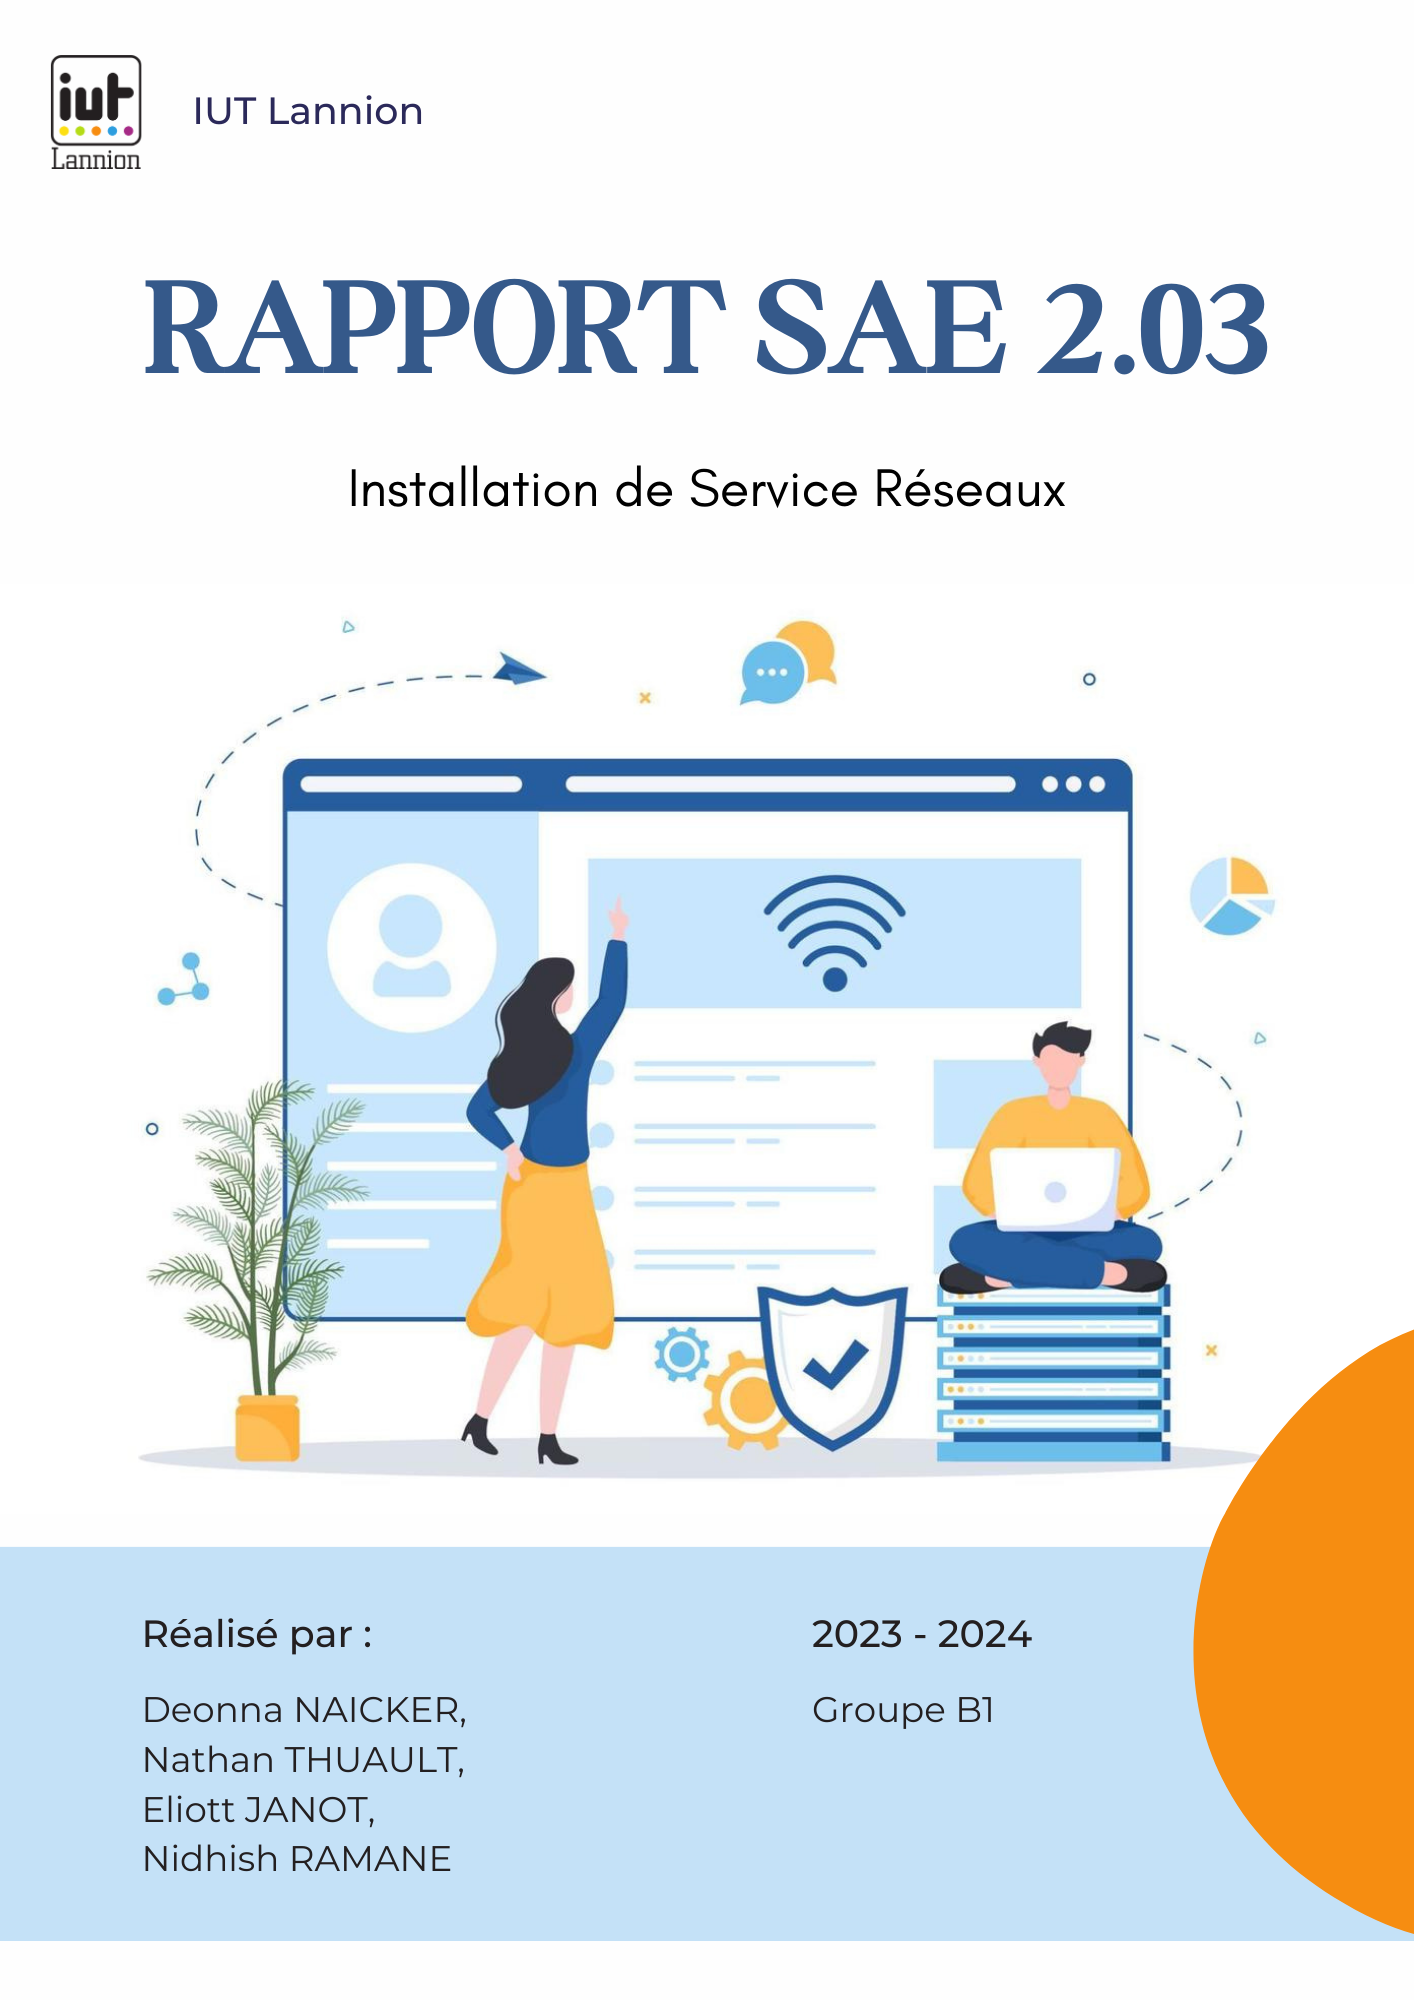 iut
Lannion
IUT Lannion
RAPPORT SAE 2.03
Installation de Service Réseaux
Réalisé par :
Deonna NAICKER,
Nathan THUAULT,
Eliott JANOT,
Nidhish RAMANE
2023 - 2024
Groupe B1